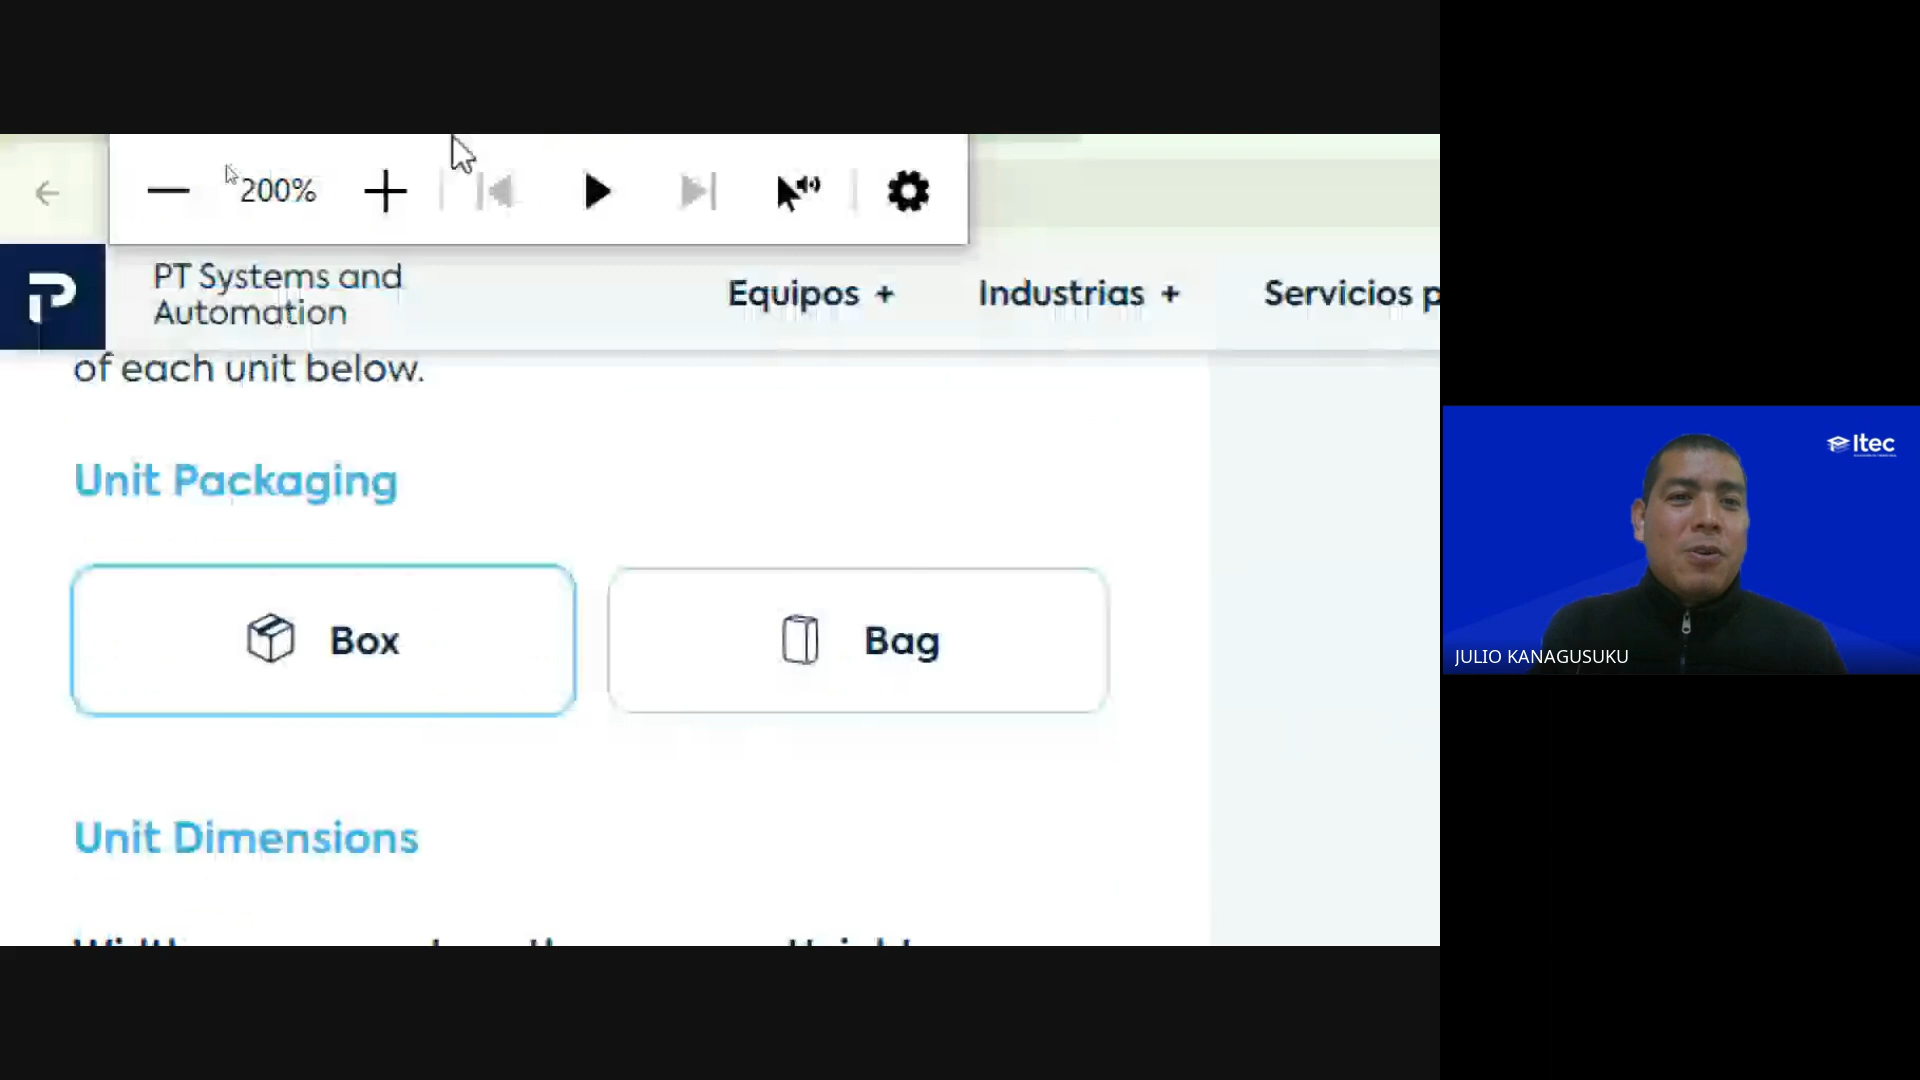 200%
PT Systems and
Automation
Equipos +
Industrias +
Servicios p
of each unit below.
Unit Packaging
Box
Bag
Unit Dimensions
Itec
JULIO KANAGUSUKU